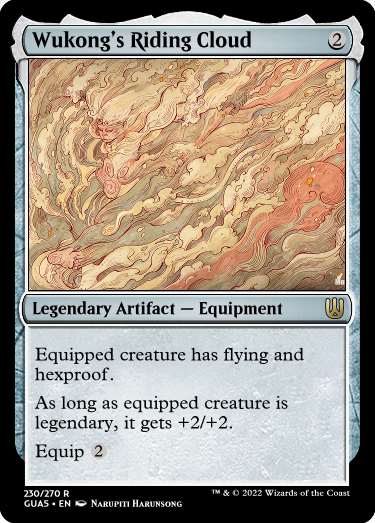 Wukong's Riding Cloud 2
Legendary Artifact — Equipment
Equipped creature has flying and
hexproof.
As long as equipped creature is
legendary, it gets +2/+2.
Equip 2
230/270 R
GUA5 • EN Narupiti Harunsong
™ & © 2022 Wizards of the Coast